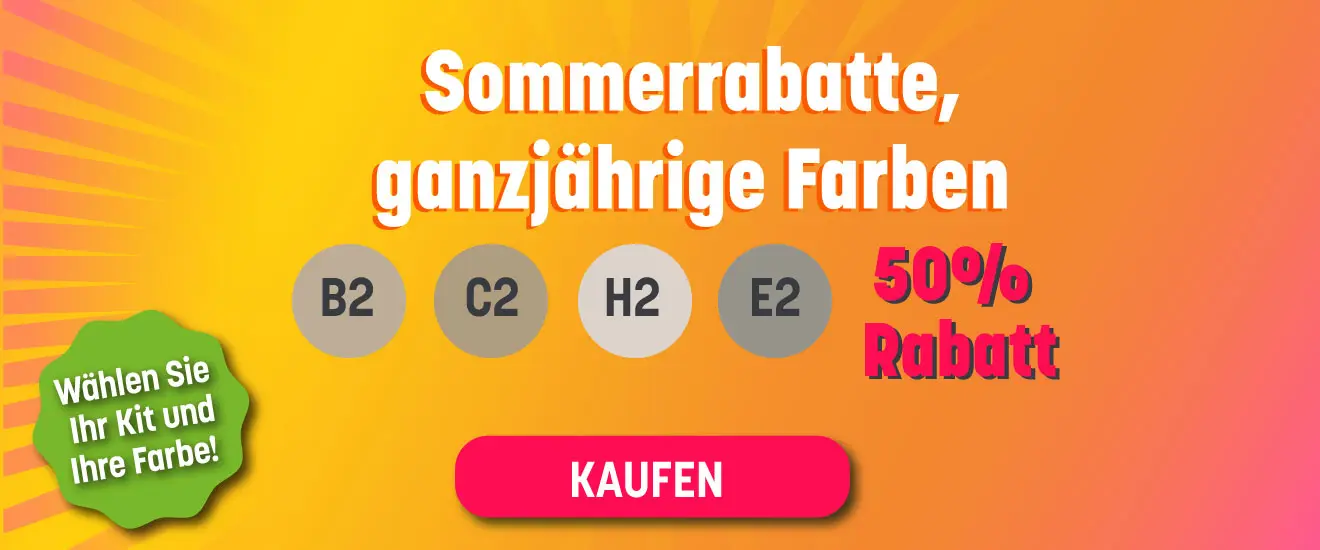 Sommerrabatte,
ganzjährige Farben
B2 C2 H2 E2
50%
Rabatt
Wählen Sie
Ihr Kit und
Ihre Farbe!
KAUFEN